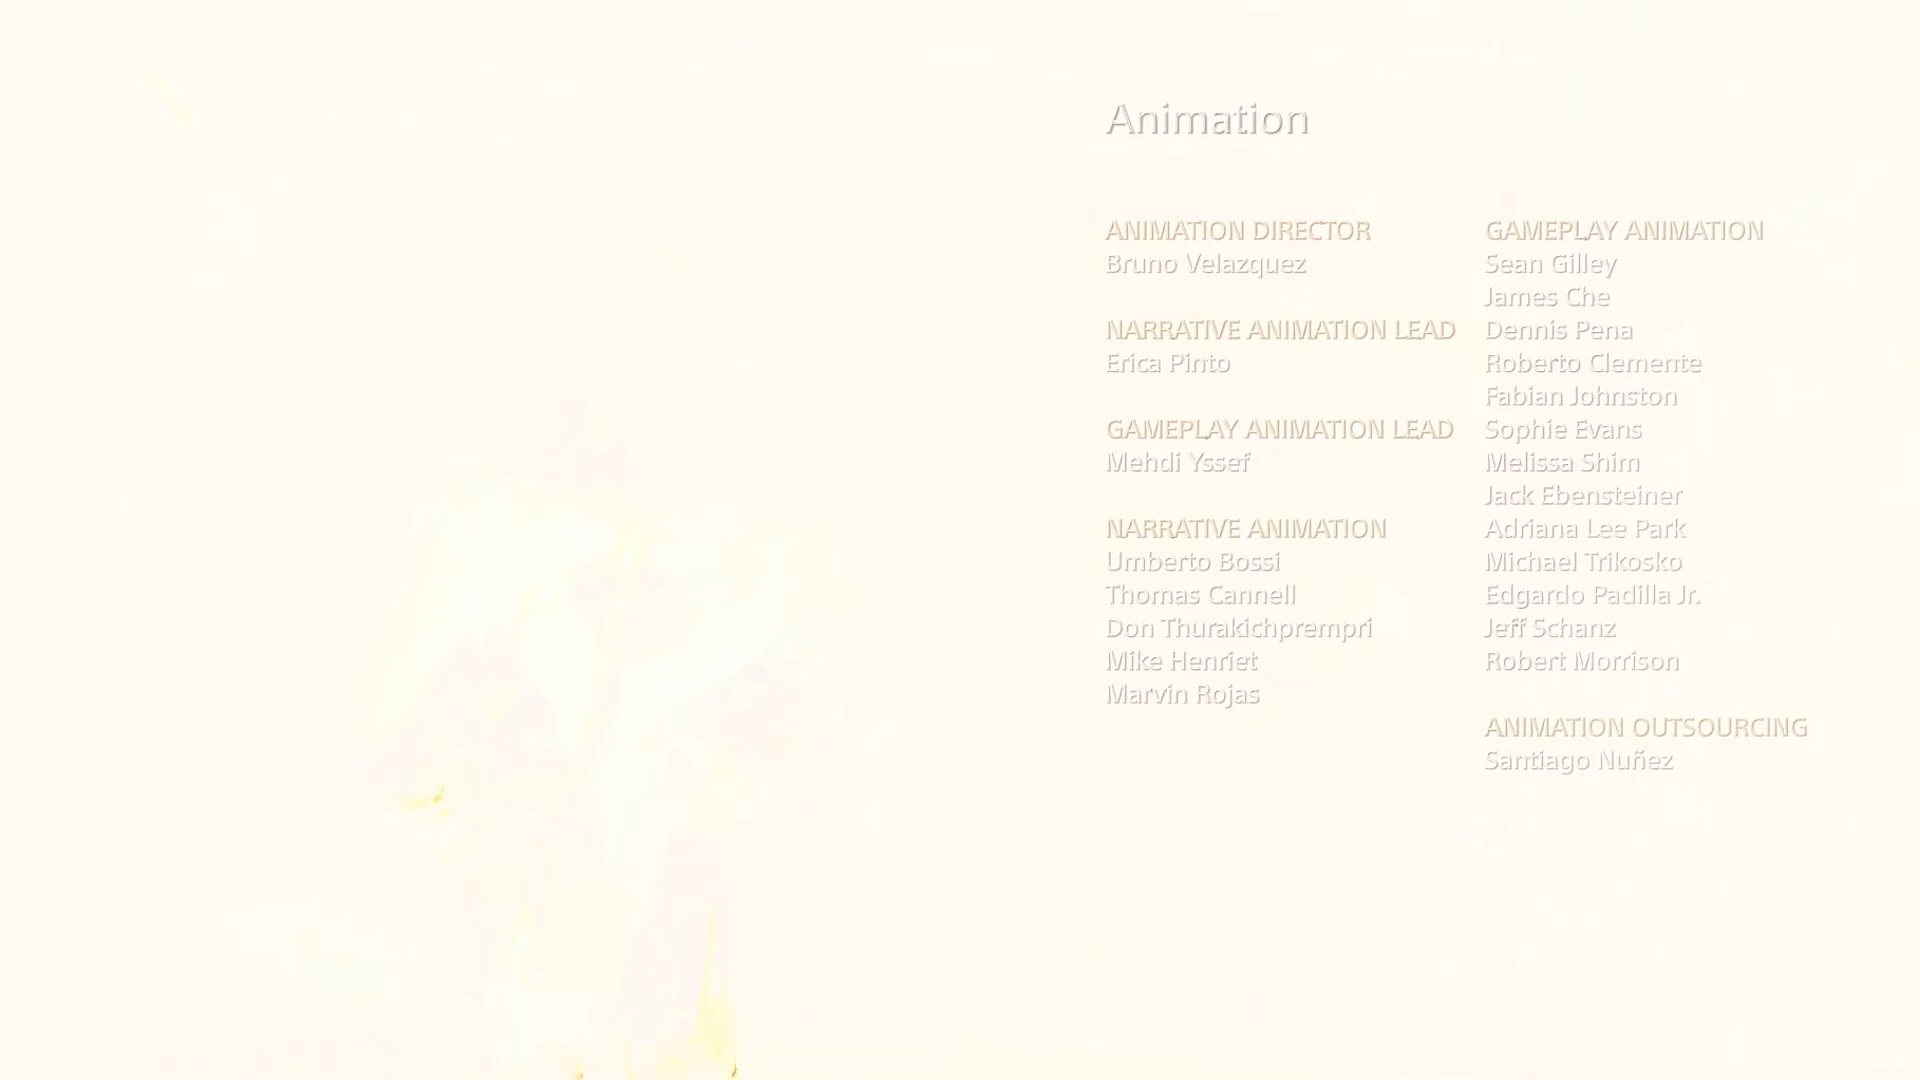 Animation
ANIMATION DIRECTOR
Bruno Velazquez
NARRATIVE ANIMATION LEAD
Erica Pinto
GAMEPLAY ANIMATION LEAD
Mehdi Yssef
NARRATIVE ANIMATION
Umberto Bossi
Thomas Cannell
Don Thurakichprempri
Mike Henriet
Marvin Rojas
GAMEPLAY ANIMATION
Sean Gilley
James Che
Dennis Pena
Roberto Clemente
Fabian Johnston
Sophie Evans
Melissa Shim
Jack Ebensteiner
Adriana Lee Park
Michael Trikosko
Edgardo Padilla Jr.
Jeff Schanz
Robert Morrison
ANIMATION OUTSOURCING
Santiago Nuñez